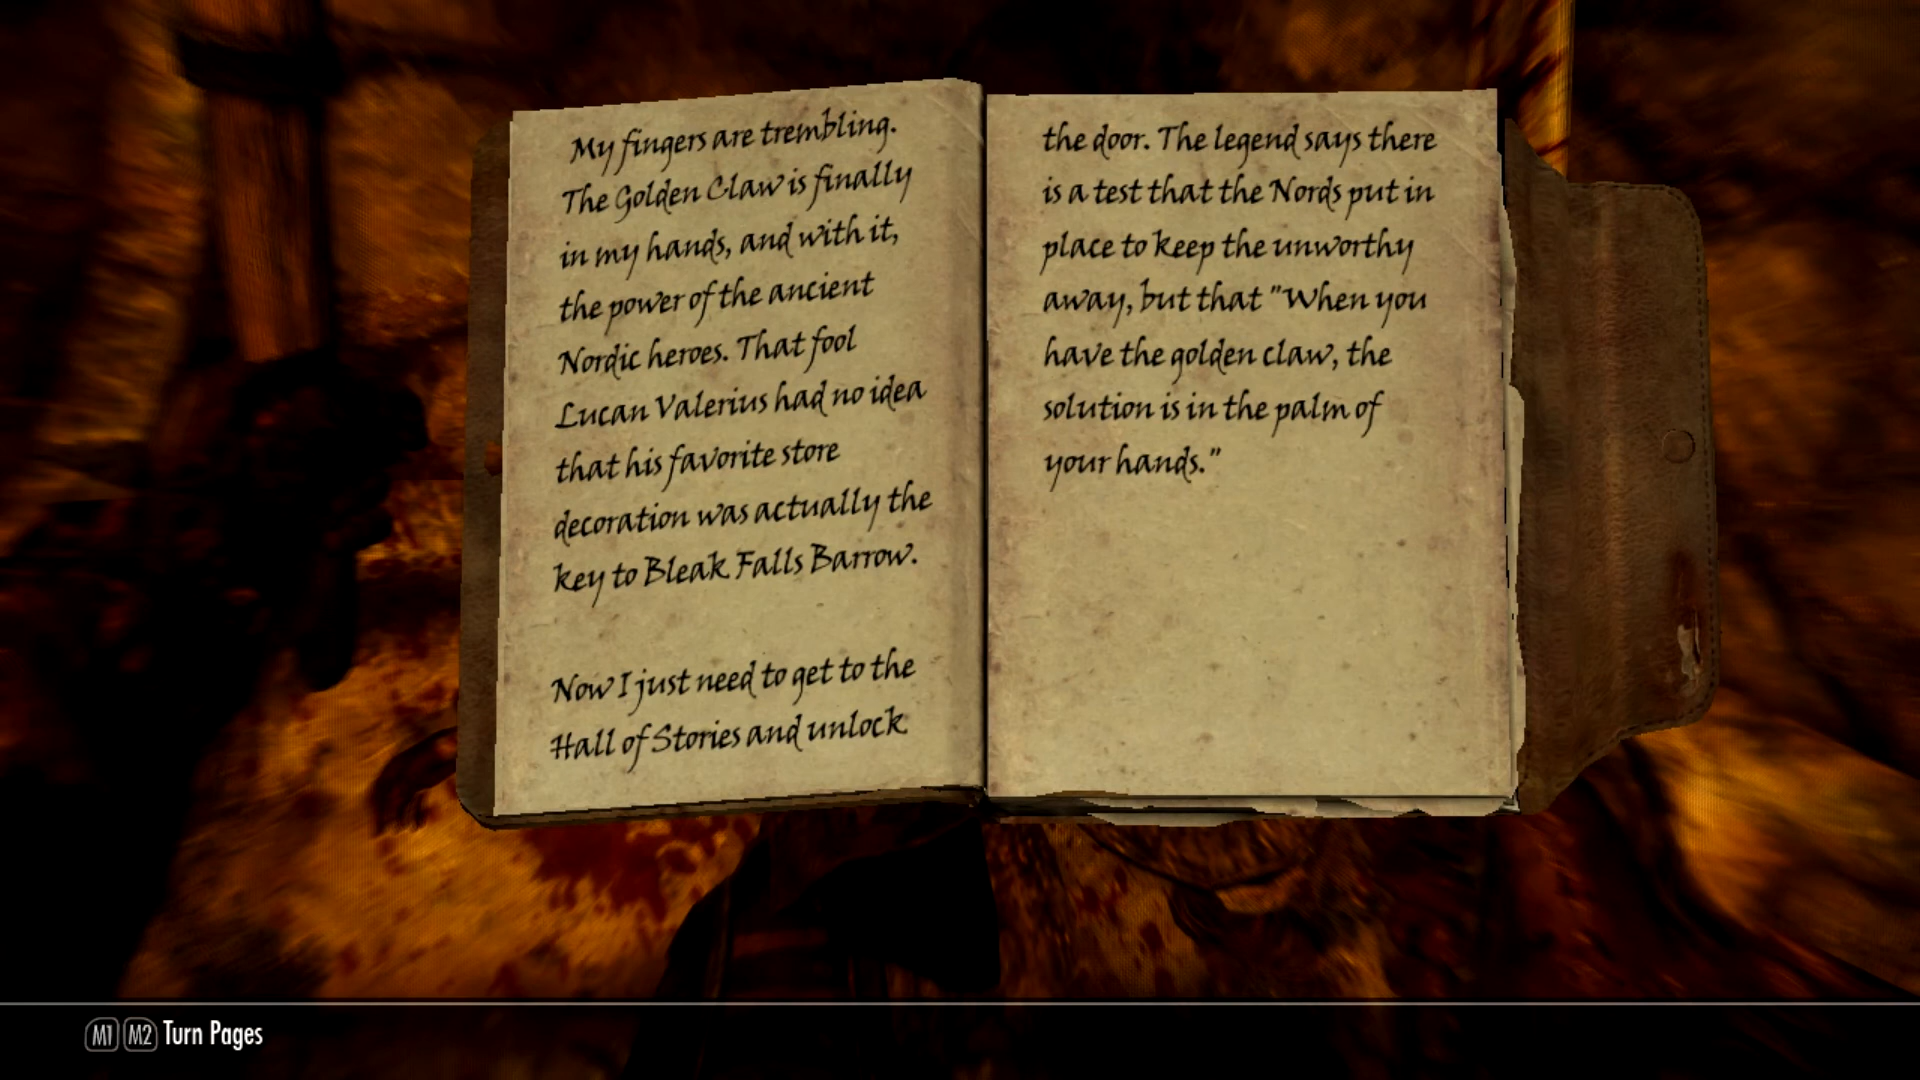 My fingers are trembling.
The Golden Claw is finally
in my hands, and with it,
the power of the ancient
Nordic heroes. That fool
Lucan Valerius had no idea
that his favorite store
decoration was actually the
key to Bleak Falls Barrow.
Now I just need to get to the
Hall of Stories and unlock
the door. The legend says there
is a test that the Nords put in
place to keep the unworthy
away, but that "When you
have the golden claw, the
solution is in the palm of
your hands."
M1 M2 Turn Pages